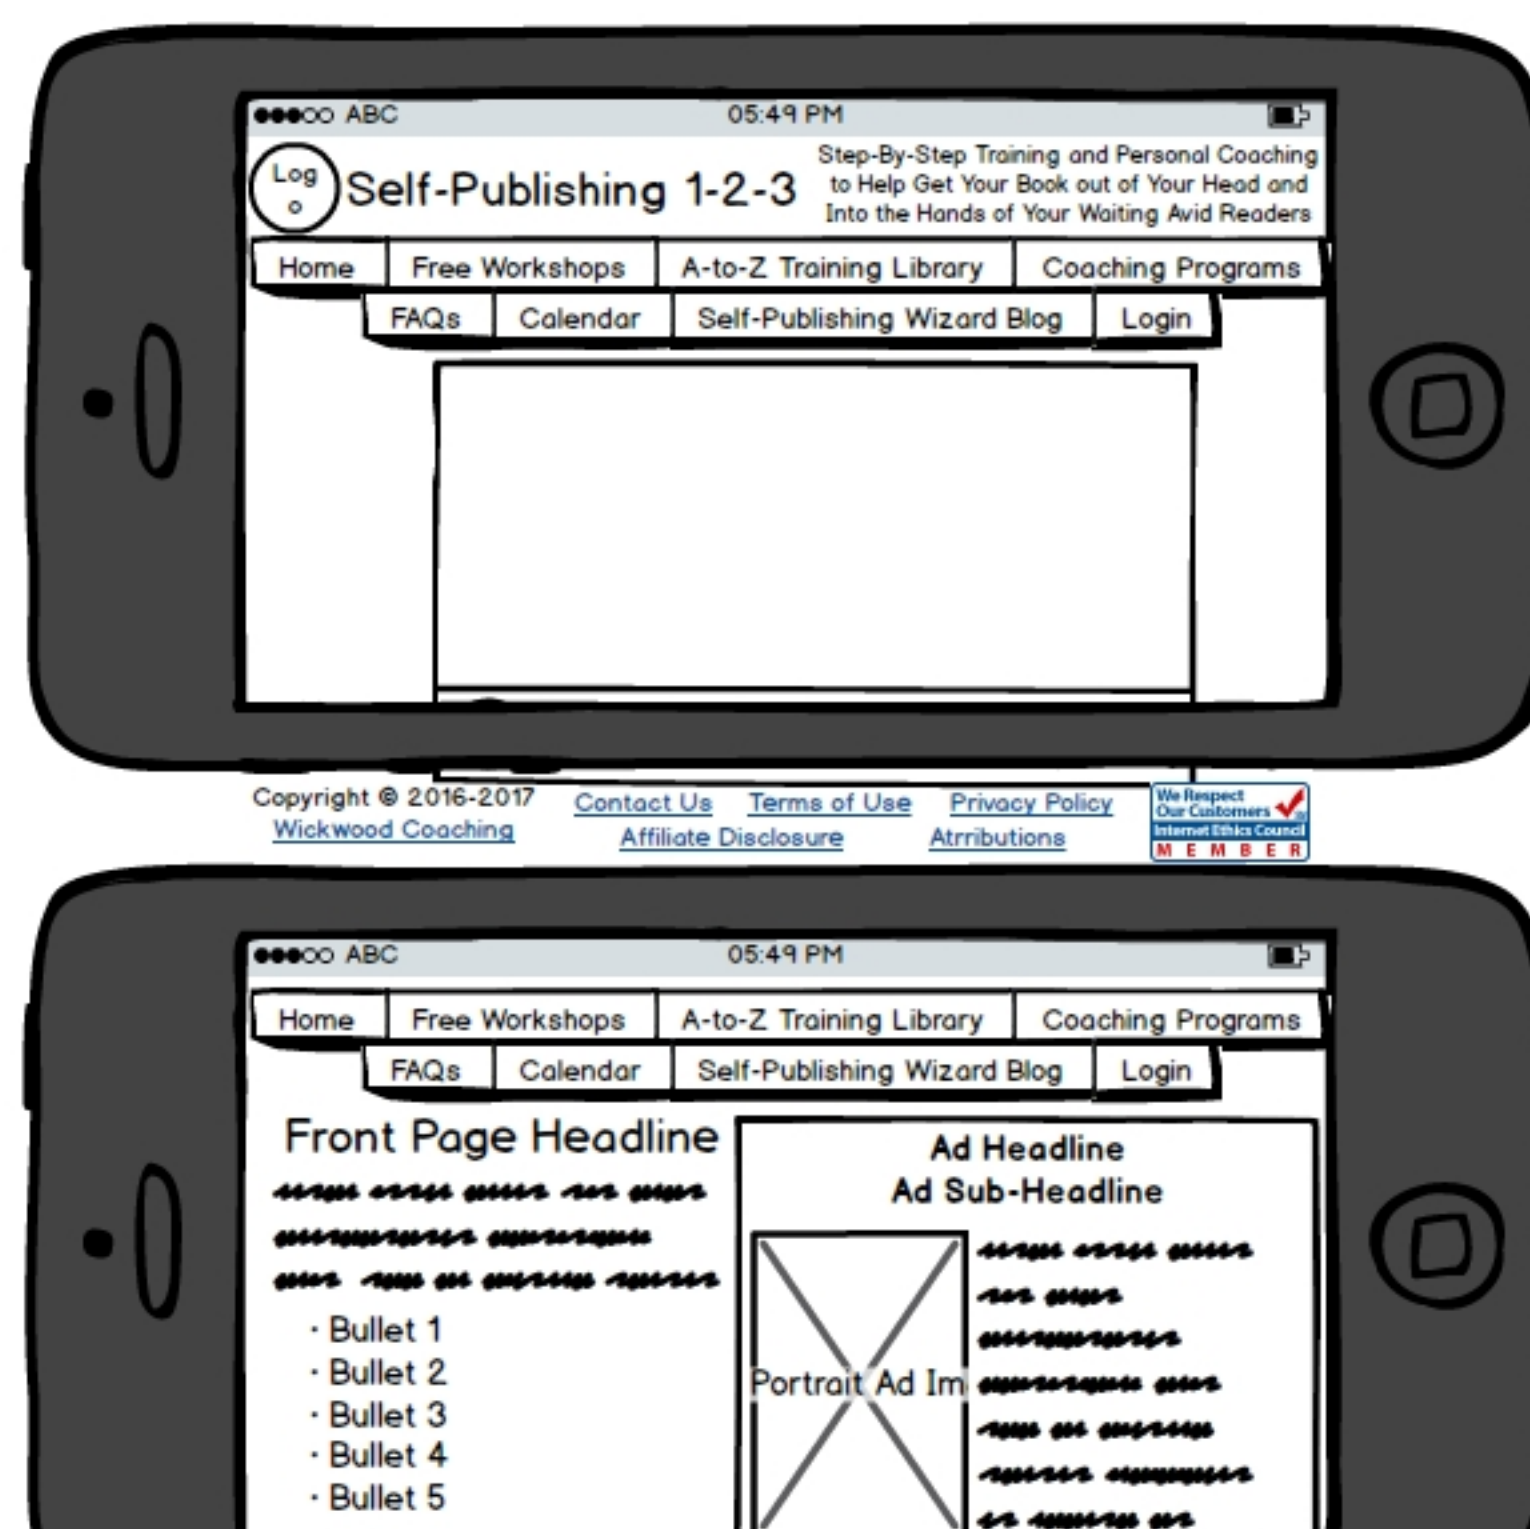 ABC 05:49 PM
Log
o
Self-Publishing 1-2-3
Step-By-Step Training and Personal Coaching
to Help Get Your Book out of Your Head and
Into the Hands of Your Waiting Avid Readers
Home Free Workshops A-to-Z Training Library Coaching Programs
FAQs Calendar Self-Publishing Wizard Blog Login
Copyright © 2016-2017
Wickwood Coaching
Contact Us Terms of Use Privacy Policy
Affiliate Disclosure Atrributions
We Respect
Our Customers
Internet Ethics Council
MEMBER
ABC 05:49 PM
Home Free Workshops A-to-Z Training Library Coaching Programs
FAQs Calendar Self-Publishing Wizard Blog Login
Front Page Headline
· Bullet 1
· Bullet 2
· Bullet 3
· Bullet 4
· Bullet 5
Ad Headline
Ad Sub-Headline
Portrait Ad Im